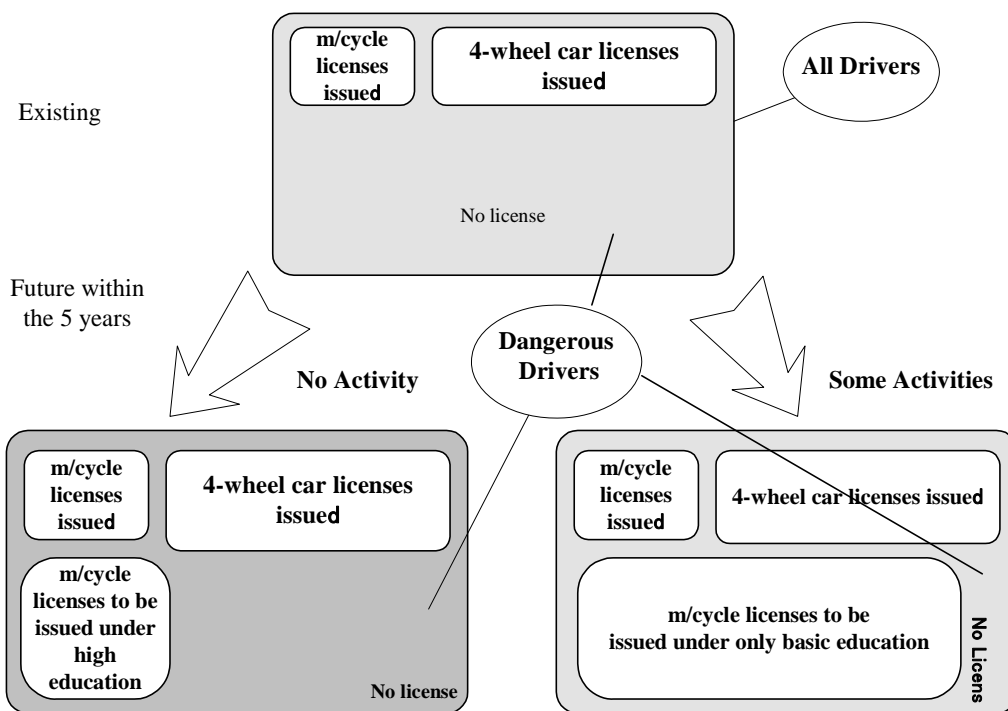 m/cycle
licenses
issued
4-wheel car licenses
issued
All Drivers
Existing
No license
Future within
the 5 years
Dangerous
Drivers
No Activity
Some Activities
m/cycle
licenses
issued
4-wheel car licenses
issued
m/cycle
licenses to be
issued under
high
education
No license
m/cycle
licenses
issued
4-wheel car licenses issued
m/cycle licenses to be
issued under only basic education
No Licens